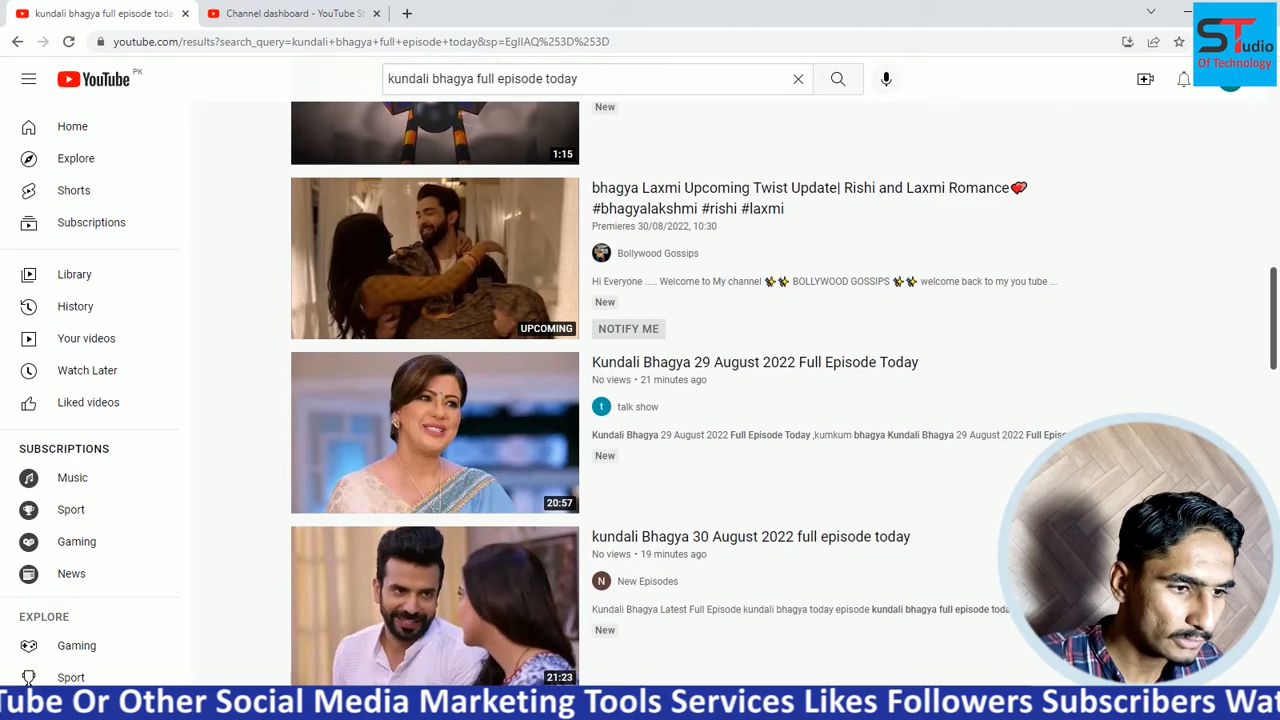 kundali bhagya full episode toda
Channel dashboard - YouTube St
youtube.com/results?search_query=kundali+bhagya+full+episode+today&sp=EgIIAQ%253D%253D
STudio
Of Technology
YouTube PK
kundali bhagya full episode today
Home
Explore
Shorts
Subscriptions
Library
History
Your videos
Watch Later
Liked videos
SUBSCRIPTIONS
Music
Sport
Gaming
News
EXPLORE
Gaming
Sport
New
1:15
bhagya Laxmi Upcoming Twist Update| Rishi and Laxmi Romance💕
#bhagyalakshmi #rishi #laxmi
Premieres 30/08/2022, 10:30
Bollywood Gossips
Hi Everyone ..... Welcome to My channel ✨✨ BOLLYWOOD GOSSIPS ✨✨ welcome back to my you tube ...
New
UPCOMING
NOTIFY ME
Kundali Bhagya 29 August 2022 Full Episode Today
No views • 21 minutes ago
t talk show
Kundali Bhagya 29 August 2022 Full Episode Today ,kumkum bhagya Kundali Bhagya 29 August 2022 Full Epis
New
20:57
kundali Bhagya 30 August 2022 full episode today
No views • 19 minutes ago
N New Episodes
Kundali Bhagya Latest Full Episode kundali bhagya today episode kundali bhagya full episode toda
New
21:23
Tube Or Other Social Media Marketing Tools Services Likes Followers Subscribers Wat